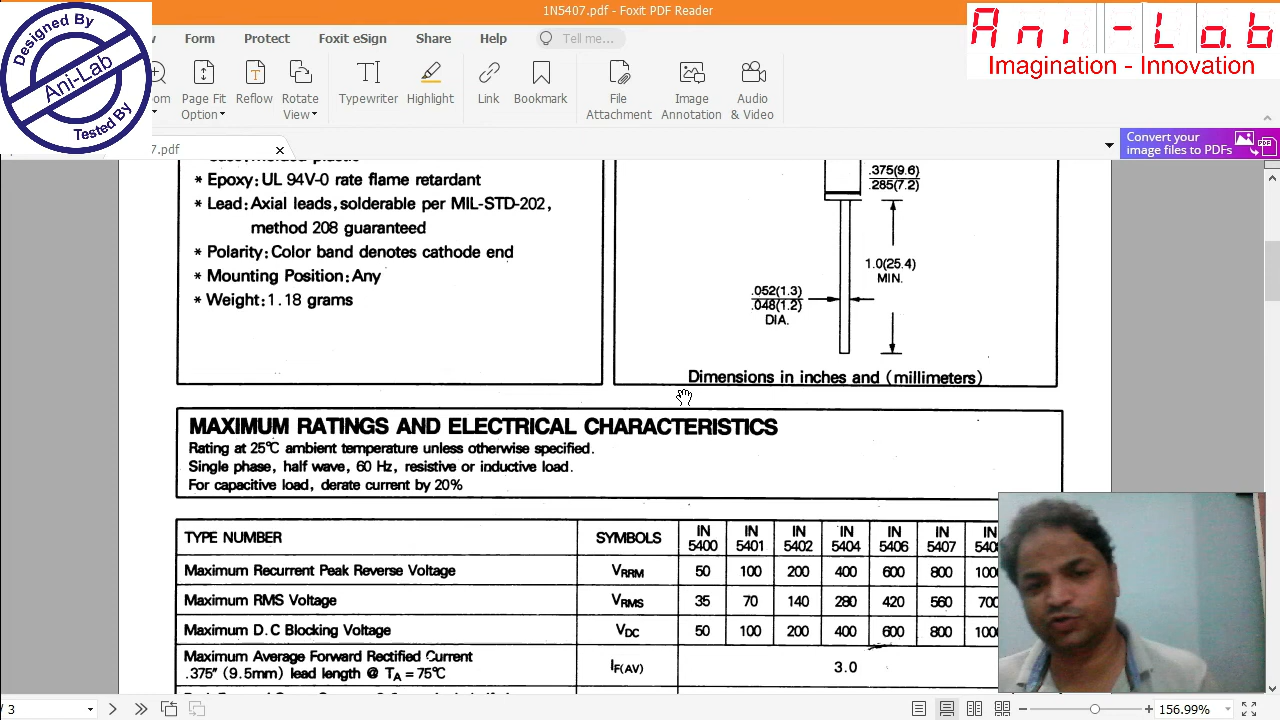 1N5407.pdf - Foxit PDF Reader
Designed By
Ani-Lab
Tested By
Ani-Lab
Imagination - Innovation
Form Protect Foxit eSign Share Help Tell me...
Page Fit Option
Reflow
Rotate View
Typewriter
Highlight
Link
Bookmark
File Attachment
Image Annotation
Audio & Video
7.pdf
Convert your
image files to PDFs
PDF
* Epoxy: UL 94V-0 rate flame retardant
* Lead: Axial leads, solderable per MIL-STD-202,
method 208 guaranteed
* Polarity: Color band denotes cathode end
* Mounting Position: Any
* Weight: 1.18 grams
.375(9.6)
.285(7.2)
1.0(25.4)
MIN.
.052(1.3)
.048(1.2)
DIA.
Dimensions in inches and (millimeters)
MAXIMUM RATINGS AND ELECTRICAL CHARACTERISTICS
Rating at 25℃ ambient temperature unless otherwise specified.
Single phase, half wave, 60 Hz, resistive or inductive load.
For capacitive load, derate current by 20%
TYPE NUMBER SYMBOLS IN 5400 IN 5401 IN 5402 IN 5404 IN 5406 IN 5407 IN
Maximum Recurrent Peak Reverse Voltage VRRM 50 100 200 400 600 800 100
Maximum RMS Voltage VRMS 35 70 140 280 420 560 700
Maximum D.C Blocking Voltage VDC 50 100 200 400 600 800 100
Maximum Average Forward Rectified Current
.375" (9.5mm) lead length @ TA = 75℃ IF(AV) 3.0
/ 3
156.99%